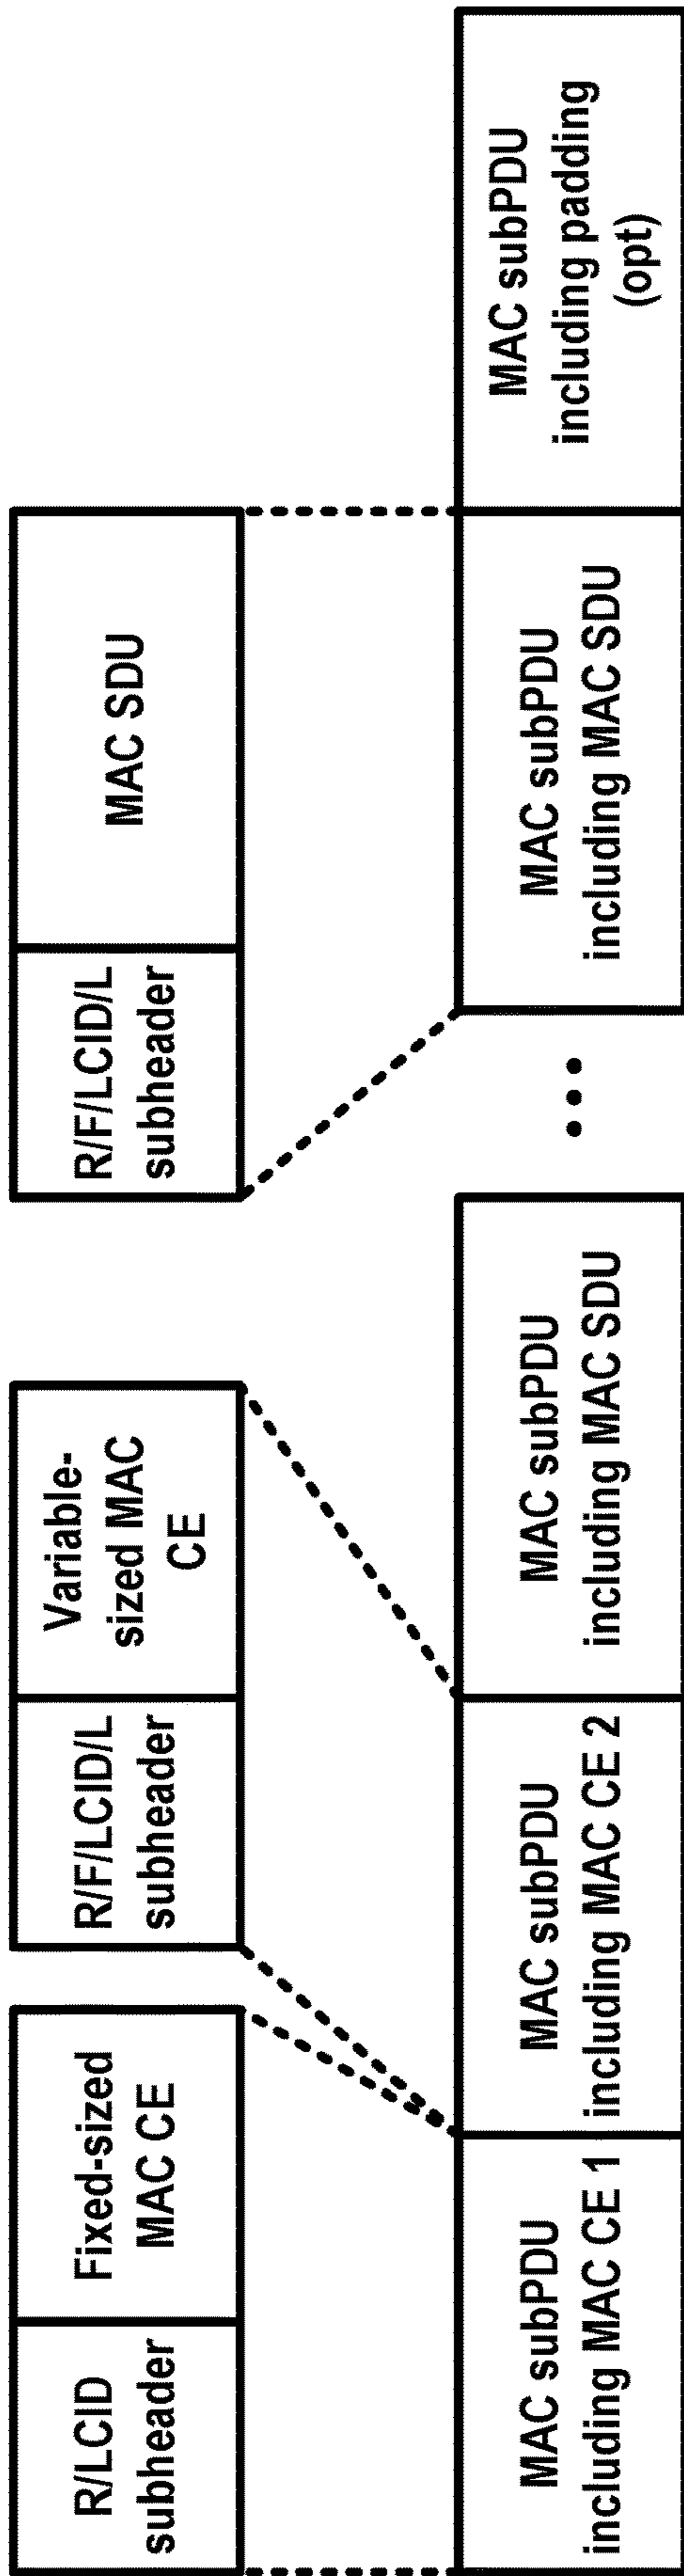 R/LCID
subheader
Fixed-sized
MAC CE
R/F/LCID/L
subheader
Variable-
sized MAC
CE
R/F/LCID/L
subheader
MAC SDU
MAC subPDU
including MAC CE 1
MAC subPDU
including MAC CE 2
MAC subPDU
including MAC SDU
•••
MAC subPDU
including MAC SDU
MAC subPDU
including padding
(opt)